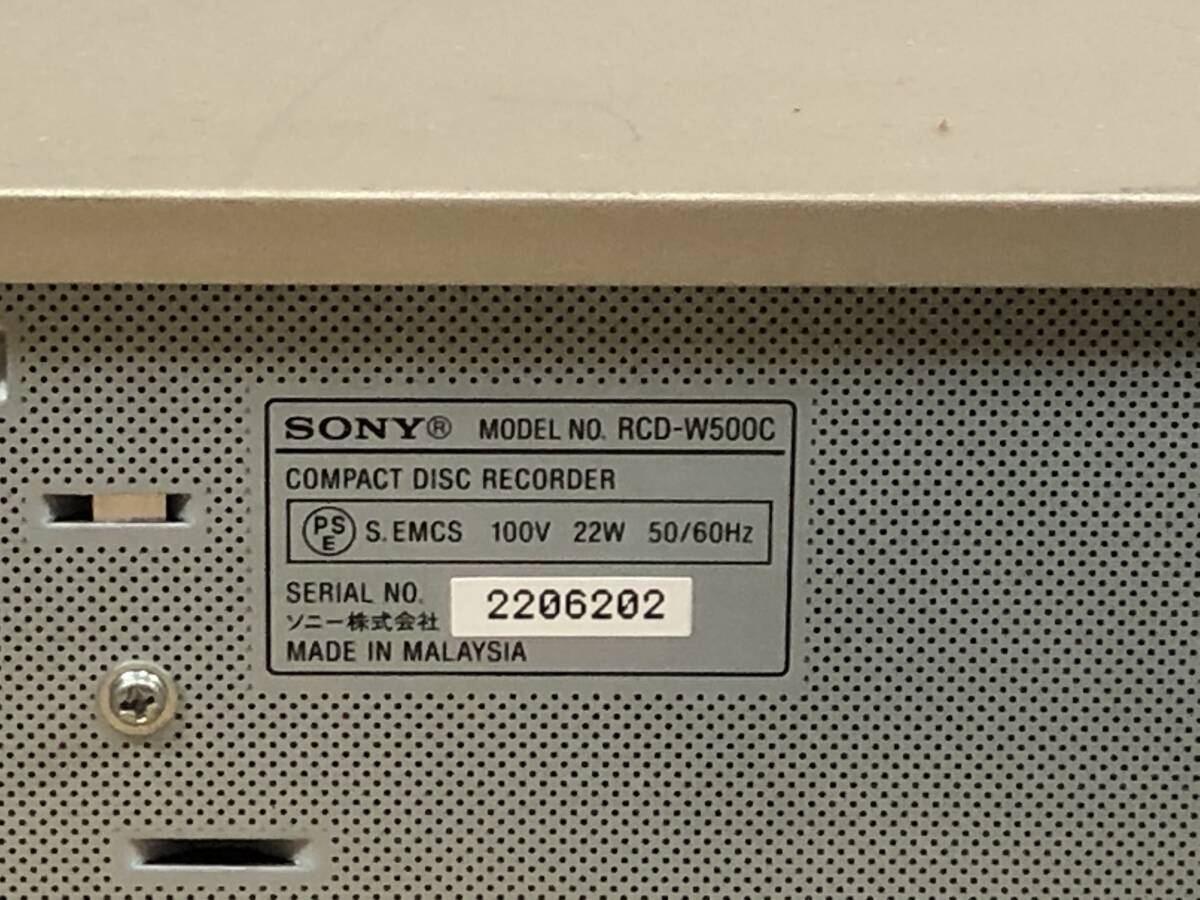 SONY® MODEL NO. RCD-W500C
COMPACT DISC RECORDER
PSE S.EMCS 100V 22W 50/60Hz
SERIAL NO. 2206202
ソニー株式会社
MADE IN MALAYSIA